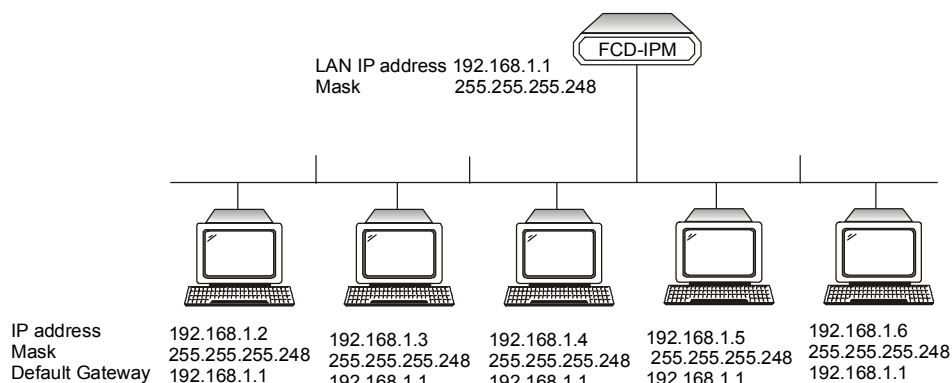 FCD-IPM
LAN IP address 192.168.1.1
Mask 255.255.255.248
IP address 192.168.1.2 192.168.1.3 192.168.1.4 192.168.1.5 192.168.1.6
Mask 255.255.255.248 255.255.255.248 255.255.255.248 255.255.255.248 255.255.255.248
Default Gateway 192.168.1.1 192.168.1.1 192.168.1.1 192.168.1.1 192.168.1.1